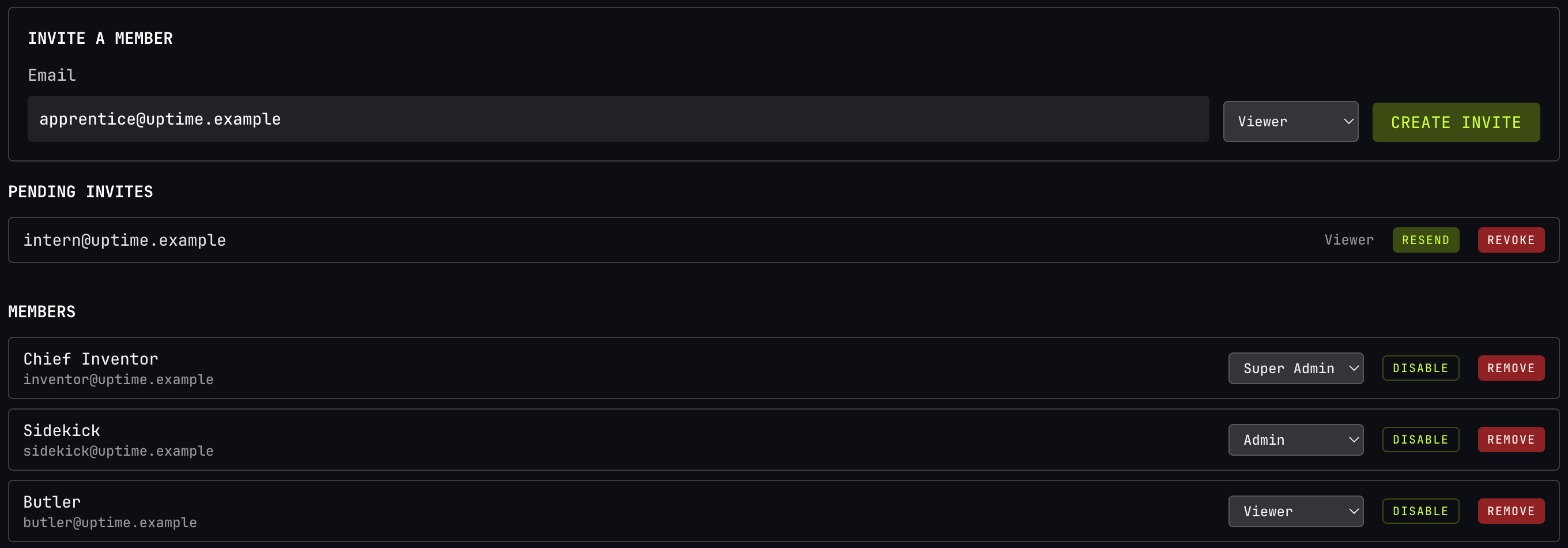 INVITE A MEMBER
Email
apprentice@uptime.example Viewer CREATE INVITE
PENDING INVITES
intern@uptime.example Viewer RESEND REVOKE
MEMBERS
Chief Inventor
inventor@uptime.example Super Admin DISABLE REMOVE
Sidekick
sidekick@uptime.example Admin DISABLE REMOVE
Butler
butler@uptime.example Viewer DISABLE REMOVE